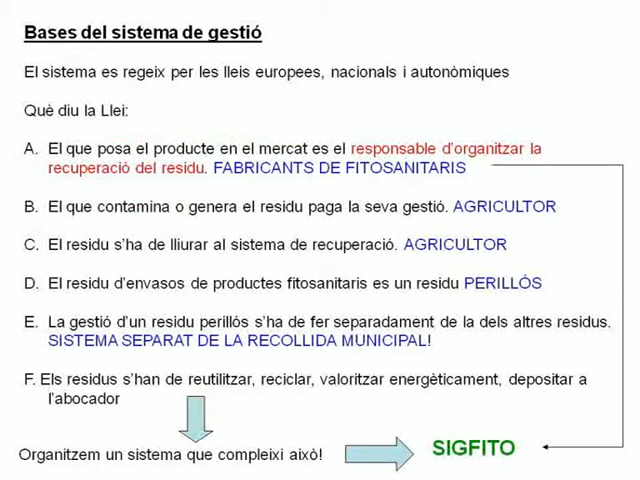 Bases del sistema de gestió
El sistema es regeix per les lleis europees, nacionals i autonòmiques
Què diu la Llei:
A. El que posa el producte en el mercat es el responsable d'organitzar la
recuperació del residu. FABRICANTS DE FITOSANITARIS
B. El que contamina o genera el residu paga la seva gestió. AGRICULTOR
C. El residu s'ha de lliurar al sistema de recuperació. AGRICULTOR
D. El residu d'envasos de productes fitosanitaris es un residu PERILLÓS
E. La gestió d'un residu perillós s'ha de fer separadament de la dels altres residus.
SISTEMA SEPARAT DE LA RECOLLIDA MUNICIPAL!
F. Els residus s'han de reutilitzar, reciclar, valoritzar energèticament, depositar a
l'abocador
Organitzem un sistema que compleixi això!
SIGFITO